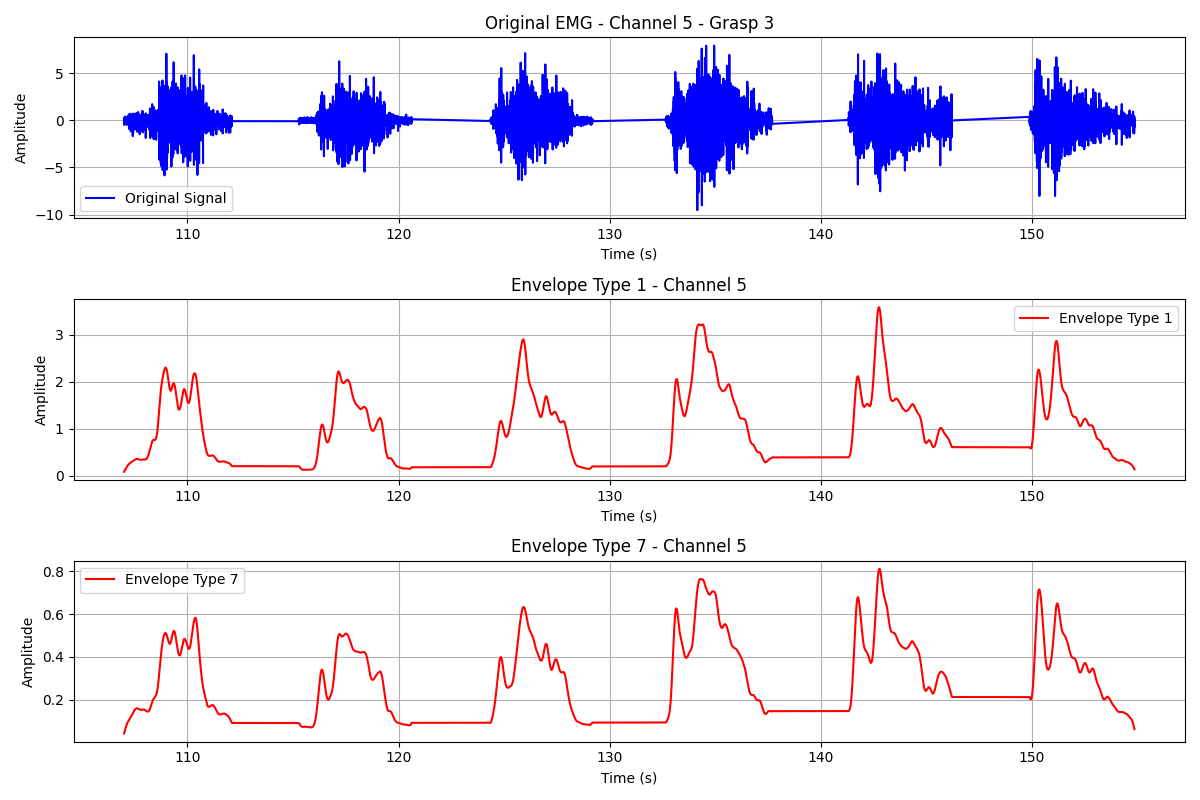 Original EMG - Channel 5 - Grasp 3
Amplitude
5
0
−5
−10
Original Signal
110 120 130 140 150
Time (s)
Envelope Type 1 - Channel 5
Amplitude
3
2
1
0
Envelope Type 1
110 120 130 140 150
Time (s)
Envelope Type 7 - Channel 5
Amplitude
0.8
0.6
0.4
0.2
Envelope Type 7
110 120 130 140 150
Time (s)